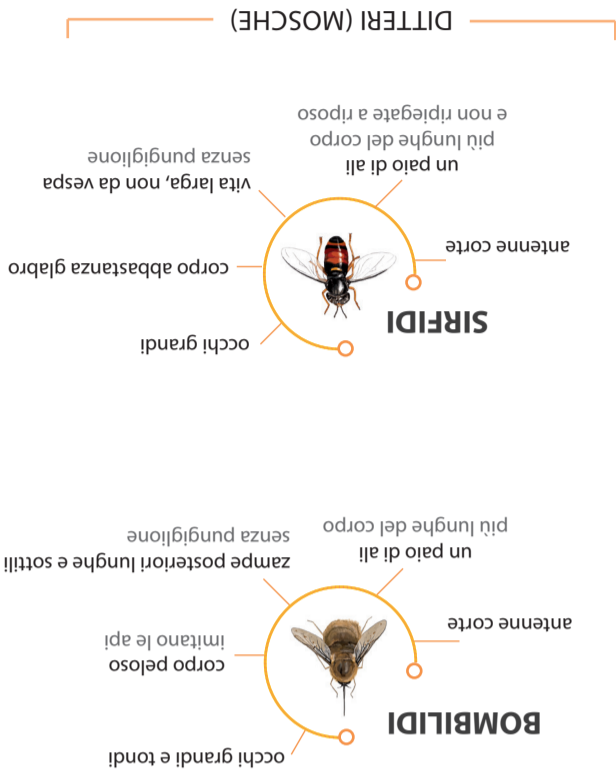 BOMBILIDI
occhi grandi e tondi
antenne corte
corpo peloso
imitano le api
un paio di ali
più lunghe del corpo
zampe posteriori lunghe e sottili
senza pungiglione
SIRFIDI
occhi grandi
antenne corte
corpo abbastanza glabro
un paio di ali
più lunghe del corpo
e non ripiegate a riposo
vita larga, non da vespa
senza pungiglione
DITTERI (MOSCHE)